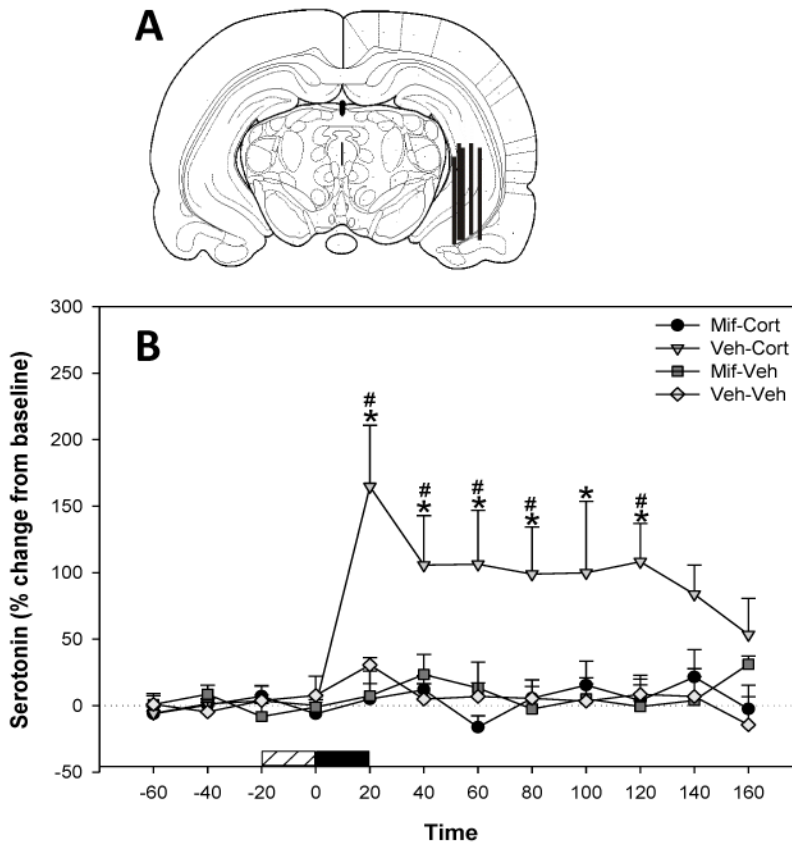 A
B
Serotonin (% change from baseline)
300
250
200
150
100
50
0
-50
Mif-Cort
Veh-Cort
Mif-Veh
Veh-Veh
#
*
#
*
#
*
#
*
*
#
*
-60 -40 -20 0 20 40 60 80 100 120 140 160
Time